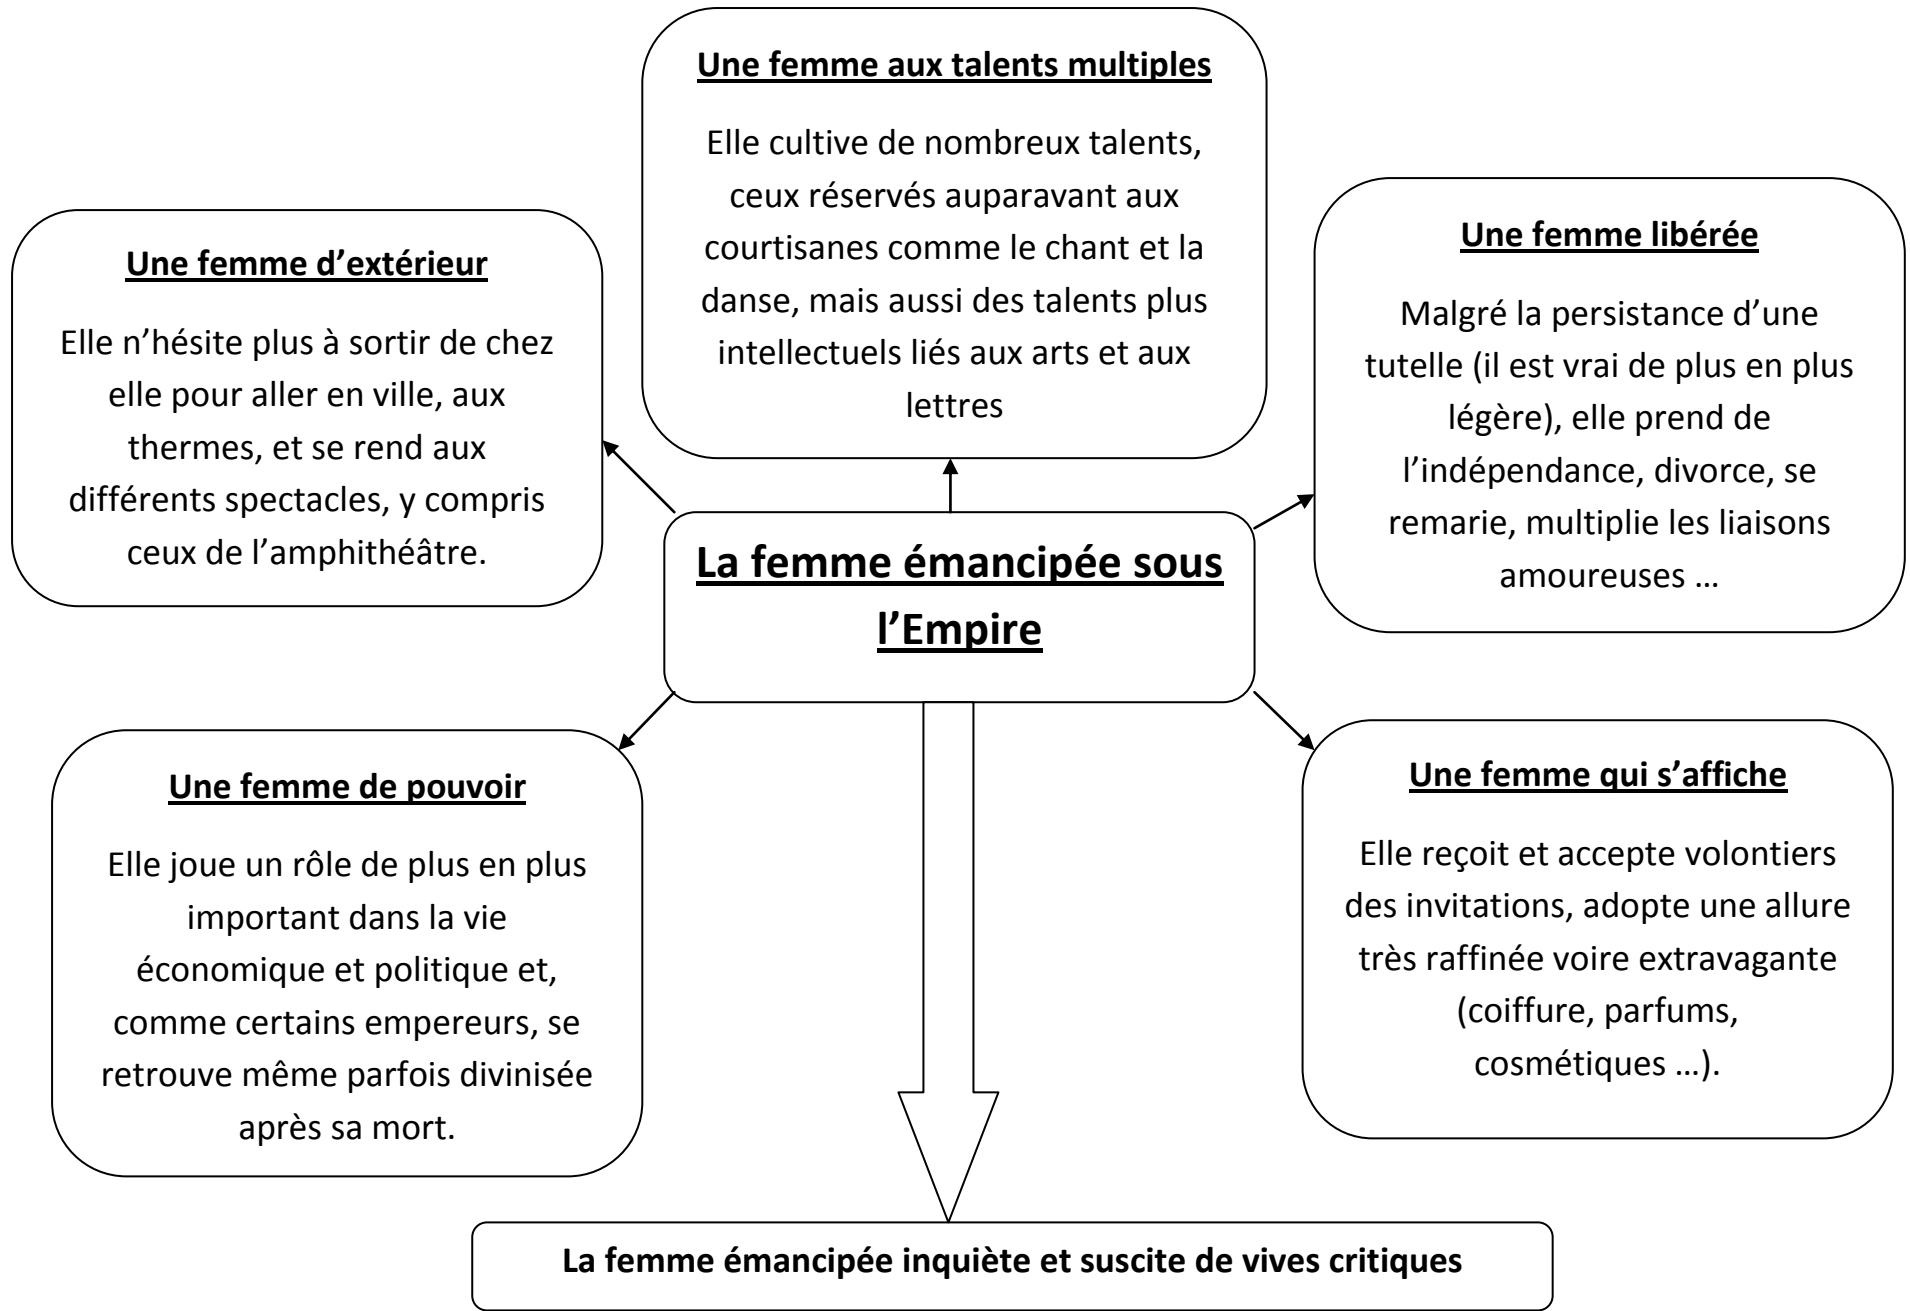 Une femme aux talents multiples
Elle cultive de nombreux talents,
ceux réservés auparavant aux
courtisanes comme le chant et la
danse, mais aussi des talents plus
intellectuels liés aux arts et aux
lettres
Une femme d’extérieur
Elle n’hésite plus à sortir de chez
elle pour aller en ville, aux
thermes, et se rend aux
différents spectacles, y compris
ceux de l’amphithéâtre.
Une femme libérée
Malgré la persistance d’une
tutelle (il est vrai de plus en plus
légère), elle prend de
l’indépendance, divorce, se
remarie, multiplie les liaisons
amoureuses …
La femme émancipée sous
l’Empire
Une femme de pouvoir
Elle joue un rôle de plus en plus
important dans la vie
économique et politique et,
comme certains empereurs, se
retrouve même parfois divinisée
après sa mort.
Une femme qui s’affiche
Elle reçoit et accepte volontiers
des invitations, adopte une allure
très raffinée voire extravagante
(coiffure, parfums,
cosmétiques …).
La femme émancipée inquiète et suscite de vives critiques